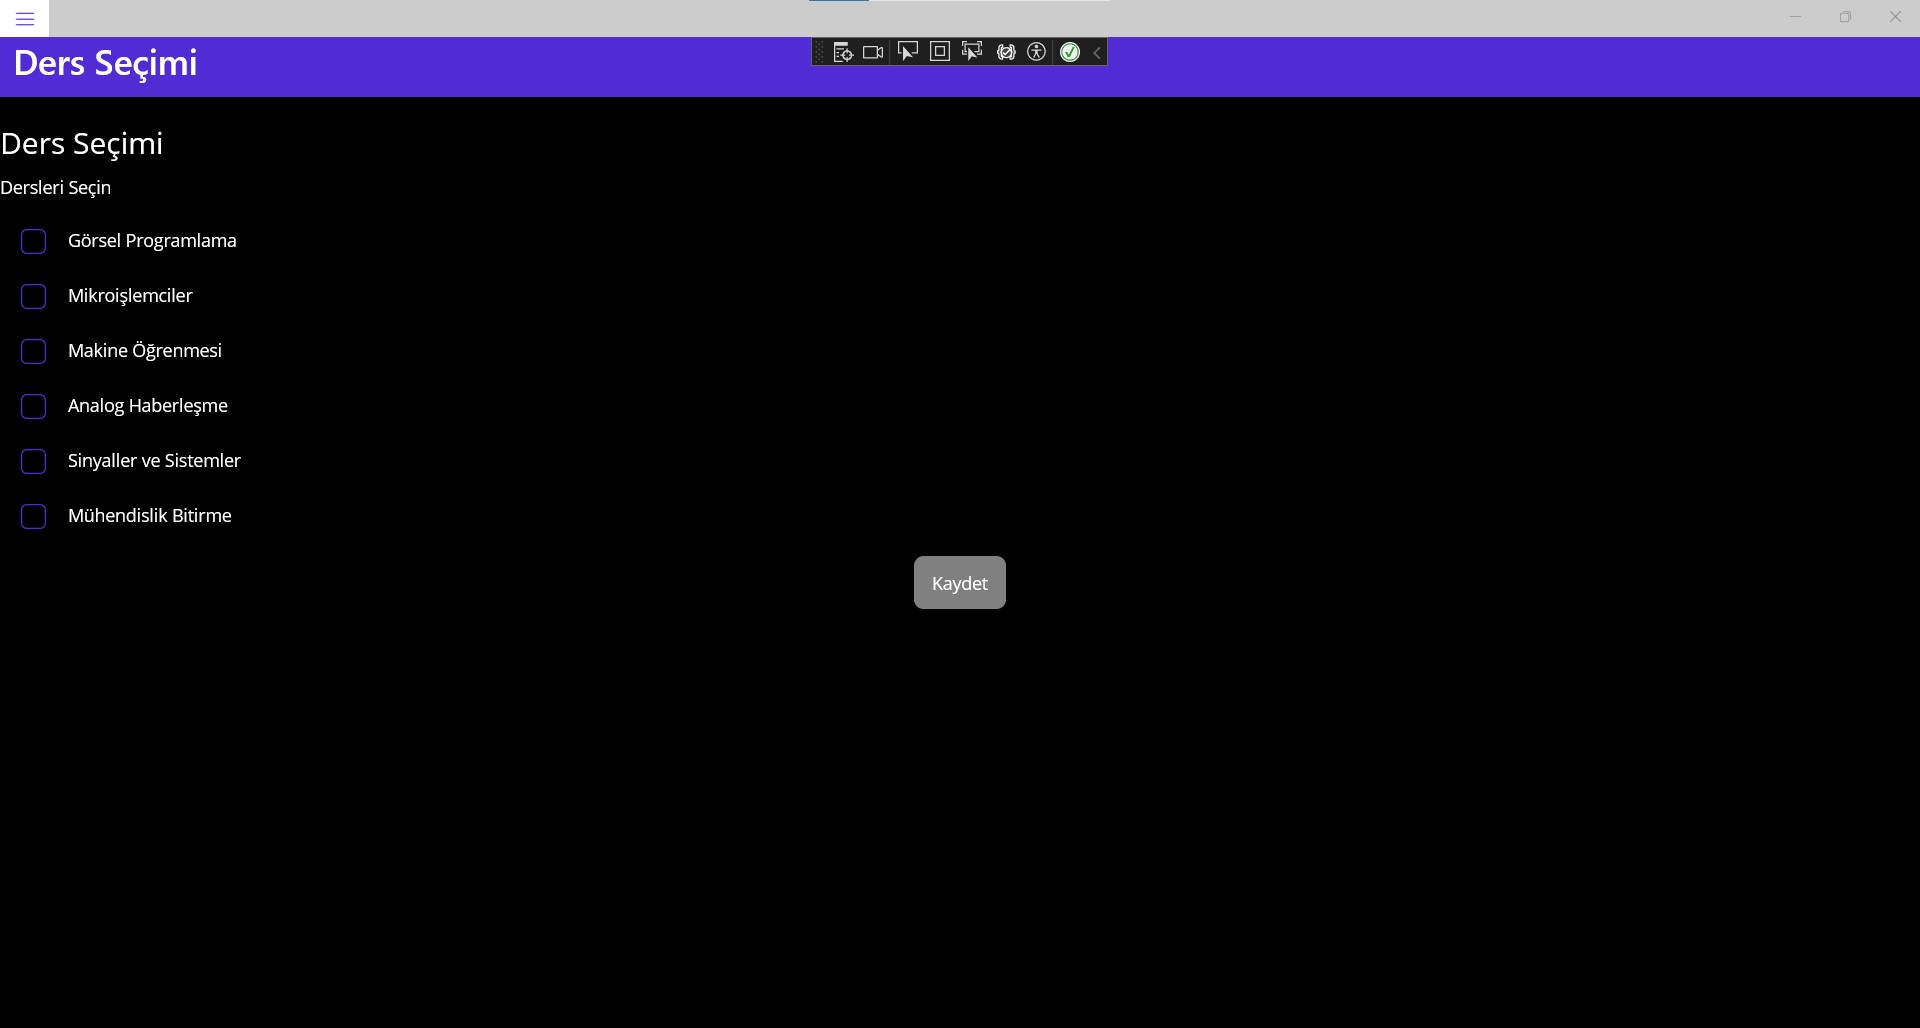 Ders Seçimi
Ders Seçimi
Dersleri Seçin
Görsel Programlama
Mikroişlemciler
Makine Öğrenmesi
Analog Haberleşme
Sinyaller ve Sistemler
Mühendislik Bitirme
Kaydet